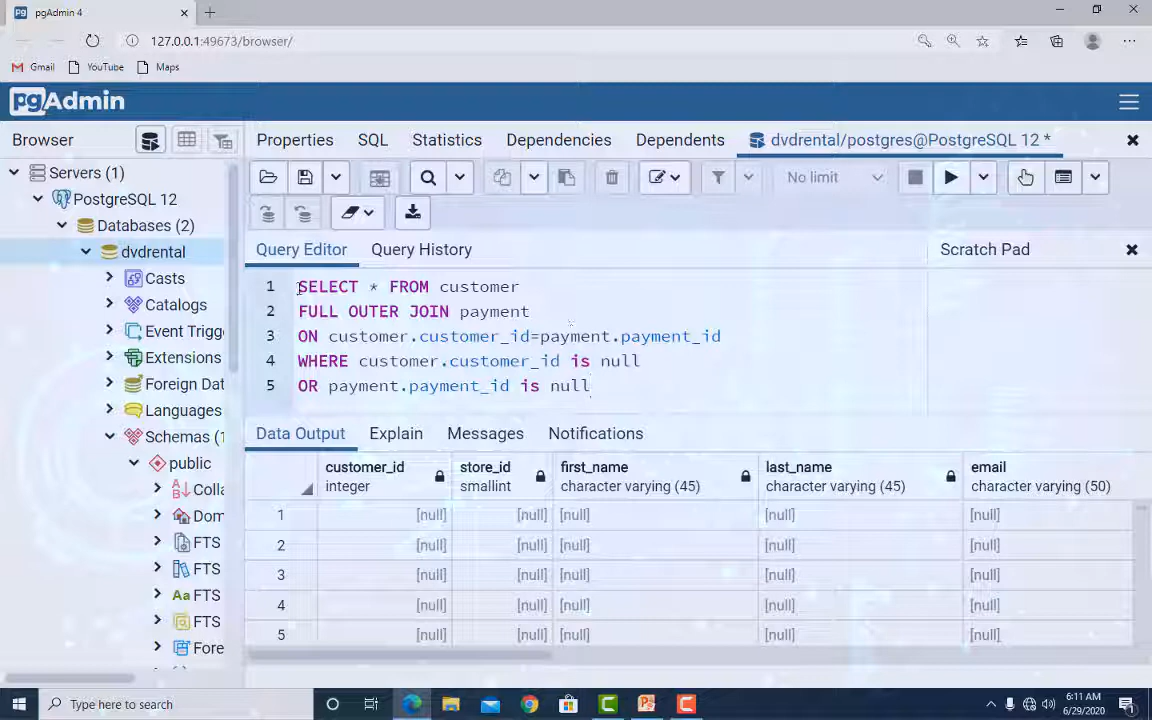 pgAdmin 4
127.0.0.1:49673/browser/
Gmail YouTube Maps
pgAdmin
Browser
Properties SQL Statistics Dependencies Dependents dvdrental/postgres@PostgreSQL 12 *
Servers (1)
PostgreSQL 12
Databases (2)
dvdrental
Casts
Catalogs
Event Trigge
Extensions
Foreign Dat
Languages
Schemas (1
public
Colla
Dom
FTS
FTS
FTS
FTS
Fore
No limit
Query Editor Query History
Scratch Pad
1 SELECT * FROM customer
2 FULL OUTER JOIN payment
3 ON customer.customer_id=payment.payment_id
4 WHERE customer.customer_id is null
5 OR payment.payment_id is null
Data Output Explain Messages Notifications
customer_id store_id first_name last_name email
integer smallint character varying (45) character varying (45) character varying (50)
1 [null] [null] [null] [null] [null]
2 [null] [null] [null] [null] [null]
3 [null] [null] [null] [null] [null]
4 [null] [null] [null] [null] [null]
5 [null] [null] [null] [null] [null]
Type here to search
6:11 AM
6/29/2020